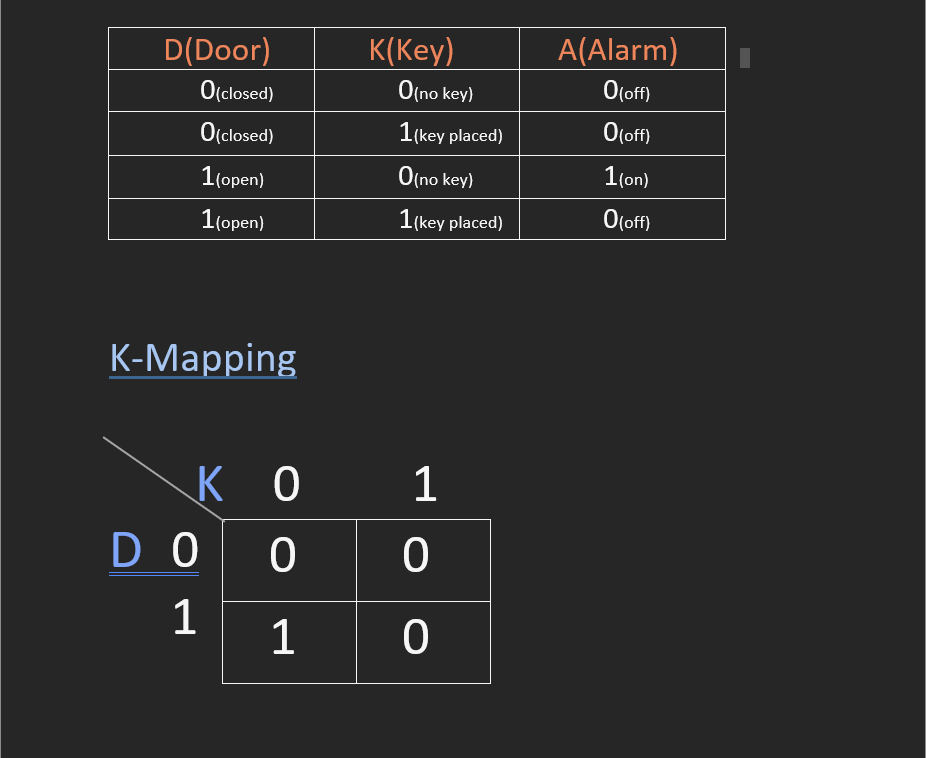 D(Door) K(Key) A(Alarm)
0(closed) 0(no key) 0(off)
0(closed) 1(key placed) 0(off)
1(open) 0(no key) 1(on)
1(open) 1(key placed) 0(off)
K-Mapping
K 0 1
D 0 0 0
1 1 0